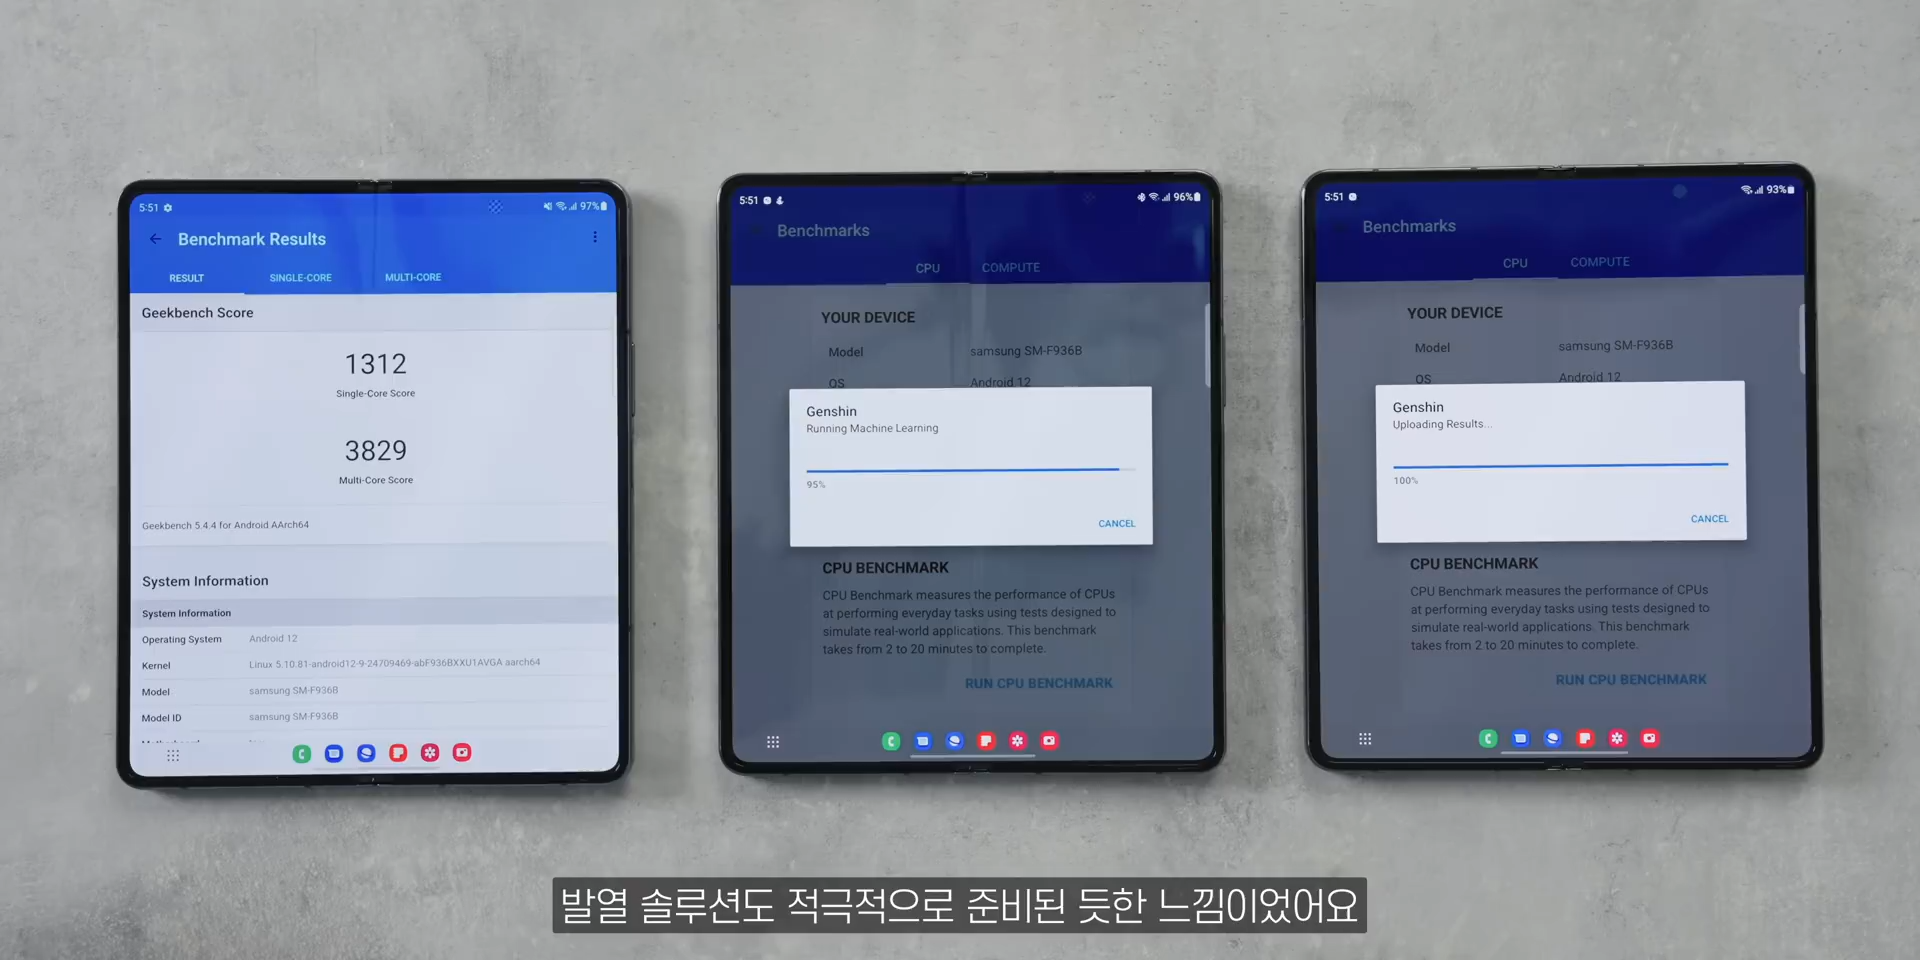 5:51
97%
Benchmark Results
RESULT
SINGLE-CORE
MULTI-CORE
Geekbench Score
1312
Single-Core Score
3829
Multi-Core Score
Geekbench 5.4.4 for Android AArch64
System Information
System Information
Operating System
Android 12
Kernel
Linux 5.10.81-android12-9-24709469-abF936BXXU1AVGA aarch64
Model
samsung SM-F936B
Model ID
samsung SM-F936B
5:51
96%
Benchmarks
CPU
COMPUTE
YOUR DEVICE
Model
samsung SM-F936B
OS
Android 12
Genshin
Running Machine Learning
95%
CANCEL
CPU BENCHMARK
CPU Benchmark measures the performance of CPUs
at performing everyday tasks using tests designed to
simulate real-world applications. This benchmark
takes from 2 to 20 minutes to complete.
RUN CPU BENCHMARK
5:51
93%
Benchmarks
CPU
COMPUTE
YOUR DEVICE
Model
samsung SM-F936B
OS
Android 12
Genshin
Uploading Results...
100%
CANCEL
CPU BENCHMARK
CPU Benchmark measures the performance of CPUs
at performing everyday tasks using tests designed to
simulate real-world applications. This benchmark
takes from 2 to 20 minutes to complete.
RUN CPU BENCHMARK
발열 솔루션도 적극적으로 준비된 듯한 느낌이었어요